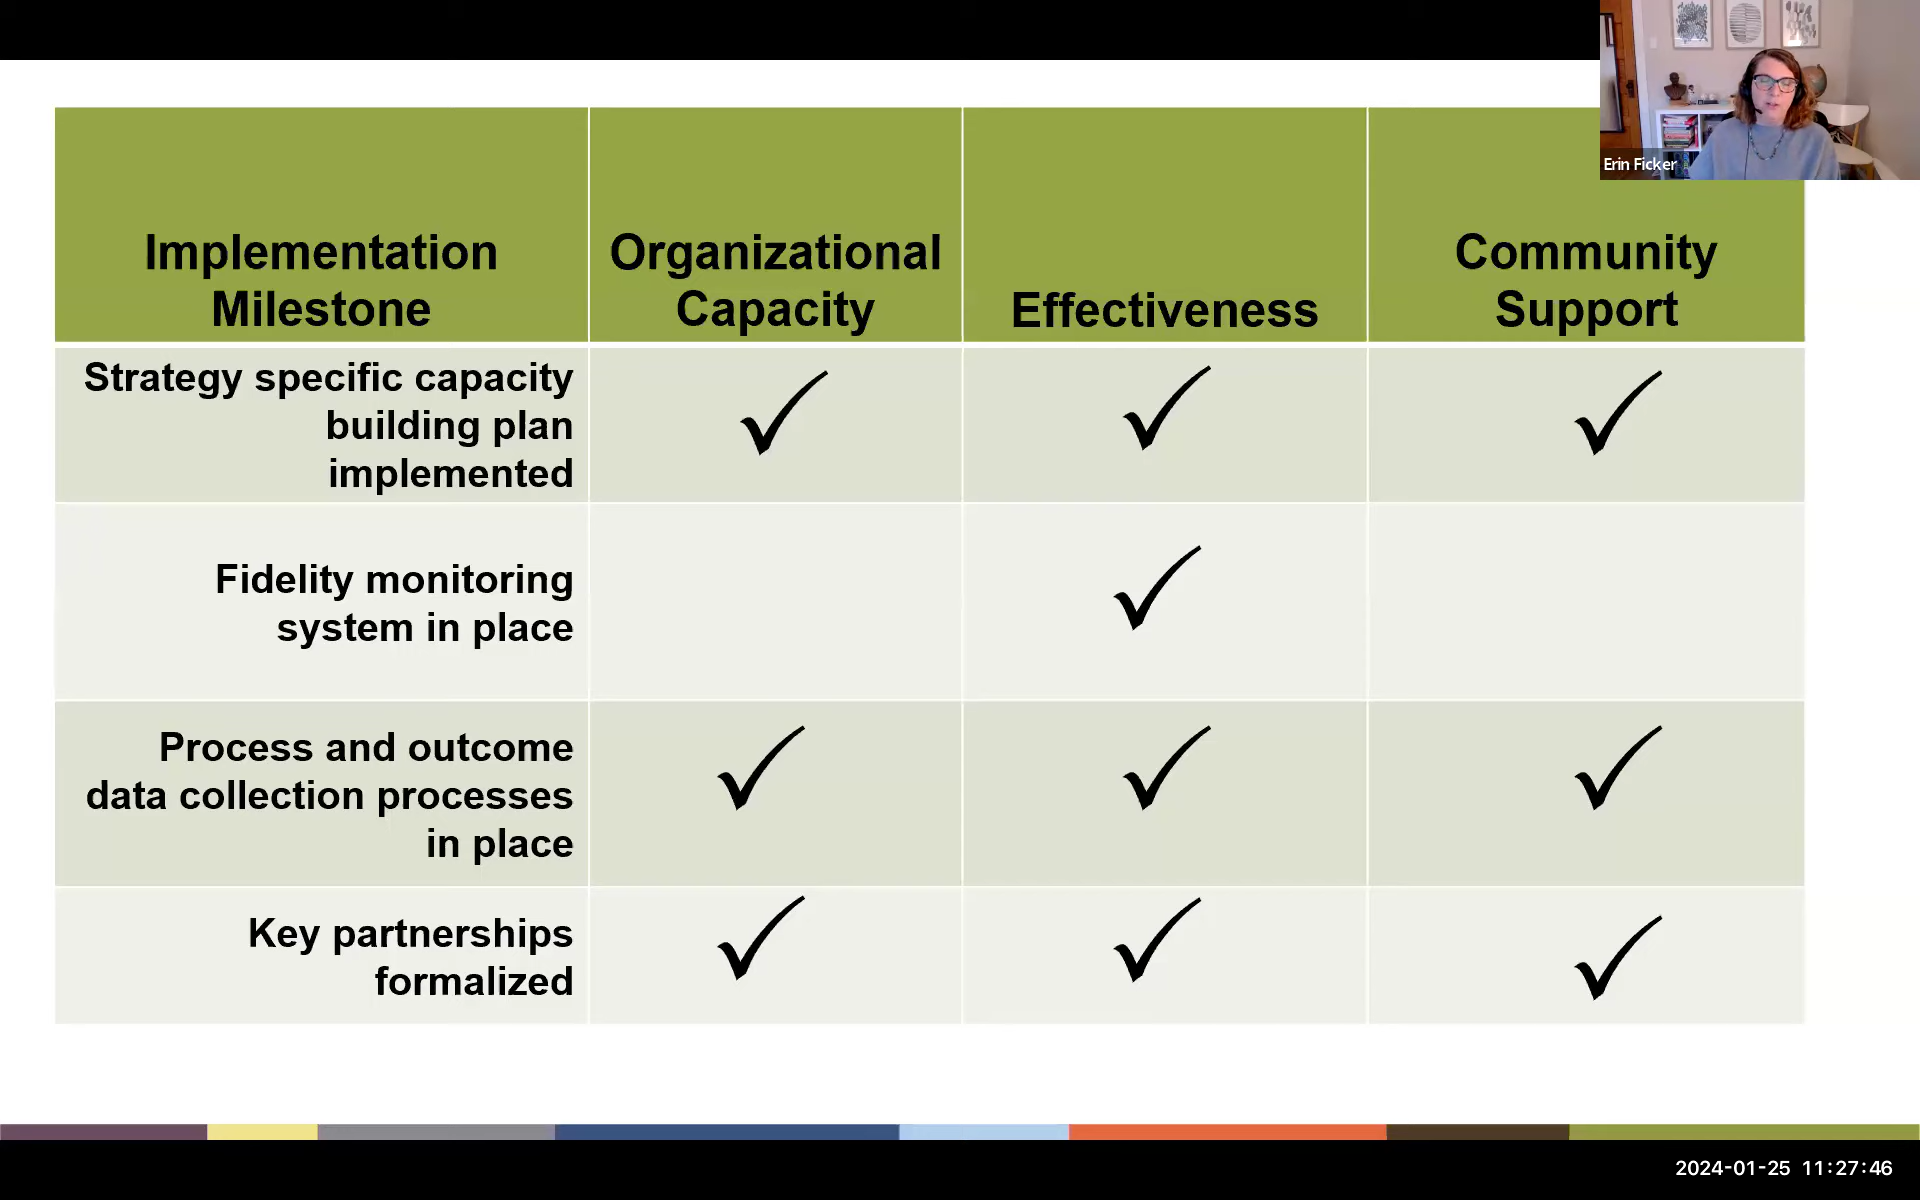 Implementation
Milestone
Organizational
Capacity
Effectiveness
Community
Support
Strategy specific capacity
building plan
implemented
Fidelity monitoring
system in place
Process and outcome
data collection processes
in place
Key partnerships
formalized
Erin Ficker
2024-01-25 11:27:46